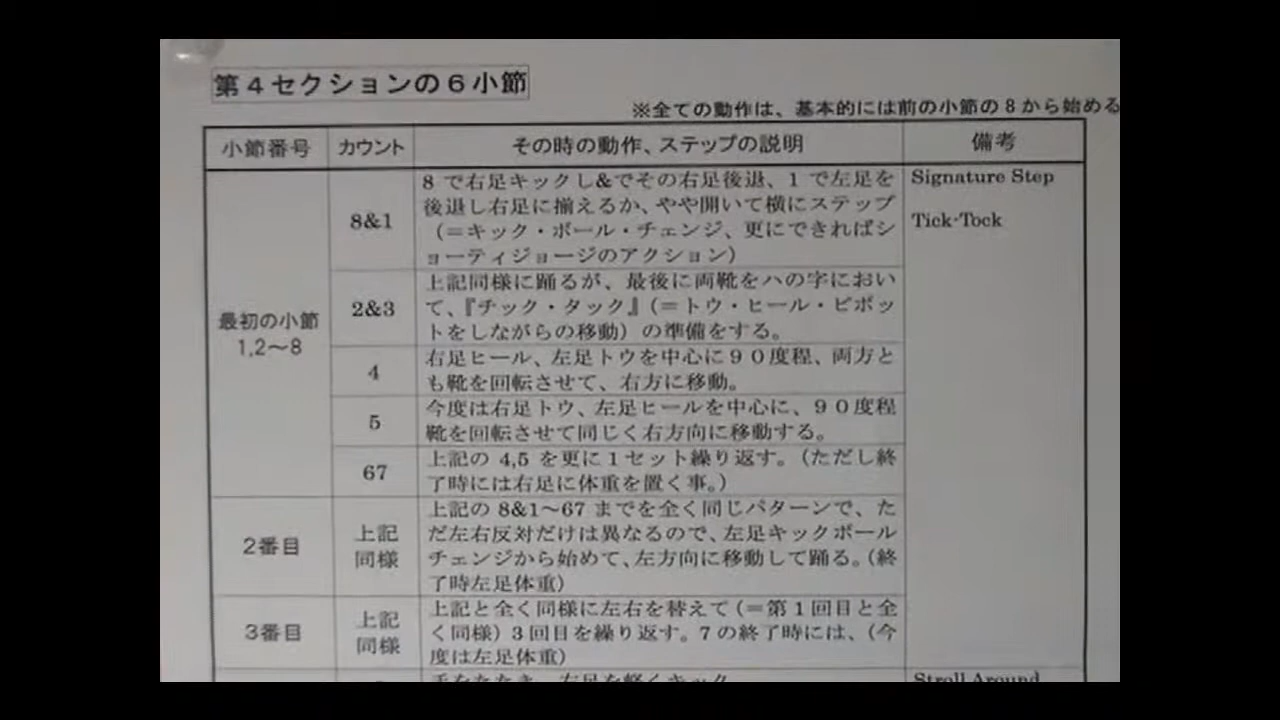 第４セクションの６小節
※全ての動作は、基本的には前の小節の８から始める
小節番号
カウント
その時の動作、ステップの説明
備考
最初の小節
1,2～8
8&1
８で右足キックし&でその右足後退、１で左足を
後退し右足に揃えるか、やや開いて横にステップ
（＝キック・ボール・チェンジ、更にできればシ
ョーティジョージのアクション）
Signature Step
Tick-Tock
2&3
上記同様に踊るが、最後に両靴をハの字におい
て、『チック・タック』（＝トウ・ヒール・ピボッ
トをしながらの移動）の準備をする。
4
右足ヒール、左足トウを中心に９０度程、両方と
も靴を回転させて、右方に移動。
5
今度は右足トウ、左足ヒールを中心に、９０度程
靴を回転させて同じく右方向に移動する。
67
上記の 4,5 を更に１セット繰り返す。（ただし終
了時には右足に体重を置く事。）
2番目
上記
同様
上記の 8&1～67 までを全く同じパターンで、た
だ左右反対だけは異なるので、左足キックボール
チェンジから始めて、左方向に移動して踊る。（終
了時左足体重）
3番目
上記
同様
上記と全く同様に左右を替えて（＝第１回目と全
く同様）３回目を繰り返す。７の終了時には、（今
度は左足体重）
手をたたき、右足を軽くキック
Stroll Around